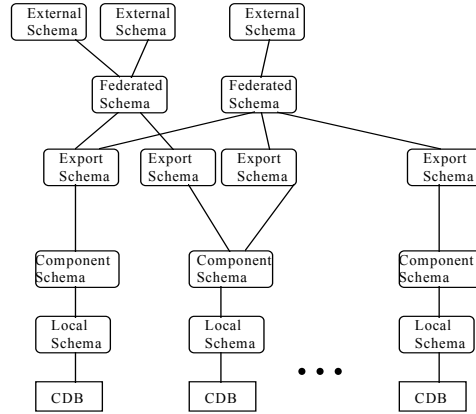 External
Schema
External
Schema
External
Schema
Federated
Schema
Federated
Schema
Export
Schema
Export
Schema
Export
Schema
Export
Schema
Component
Schema
Component
Schema
Component
Schema
Local
Schema
Local
Schema
Local
Schema
CDB
CDB
CDB